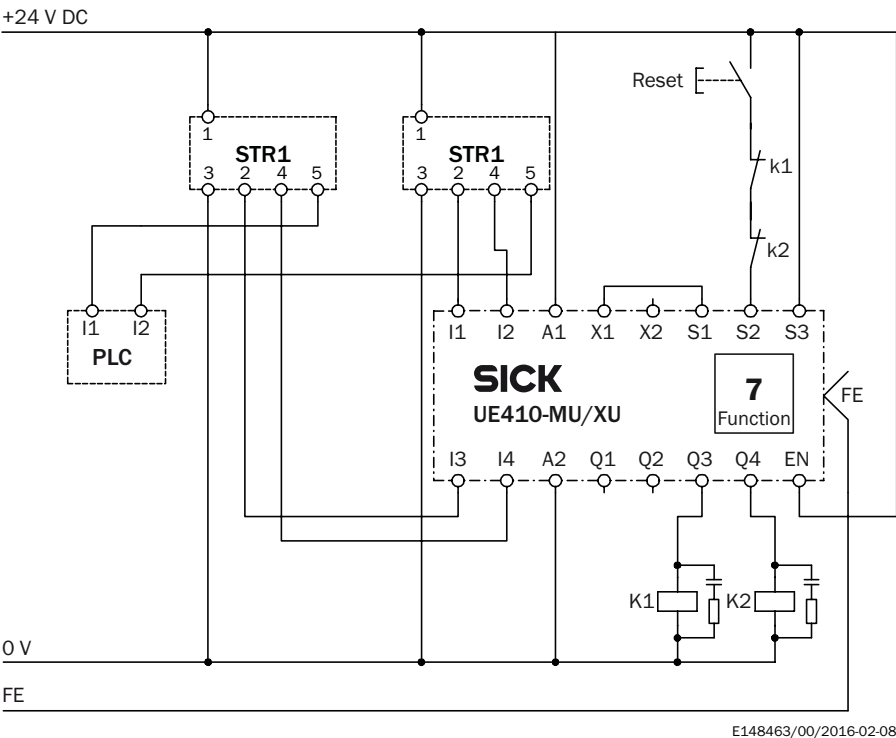 +24 V DC
Reset
1 1
STR1 STR1
3 2 4 5 3 2 4 5
k1
k2
I1 I2 I1 I2 A1 X1 X2 S1 S2 S3
PLC
SICK
UE410-MU/XU
7
Function
FE
I3 I4 A2 Q1 Q2 Q3 Q4 EN
K1 K2
0 V
FE
E148463/00/2016-02-08